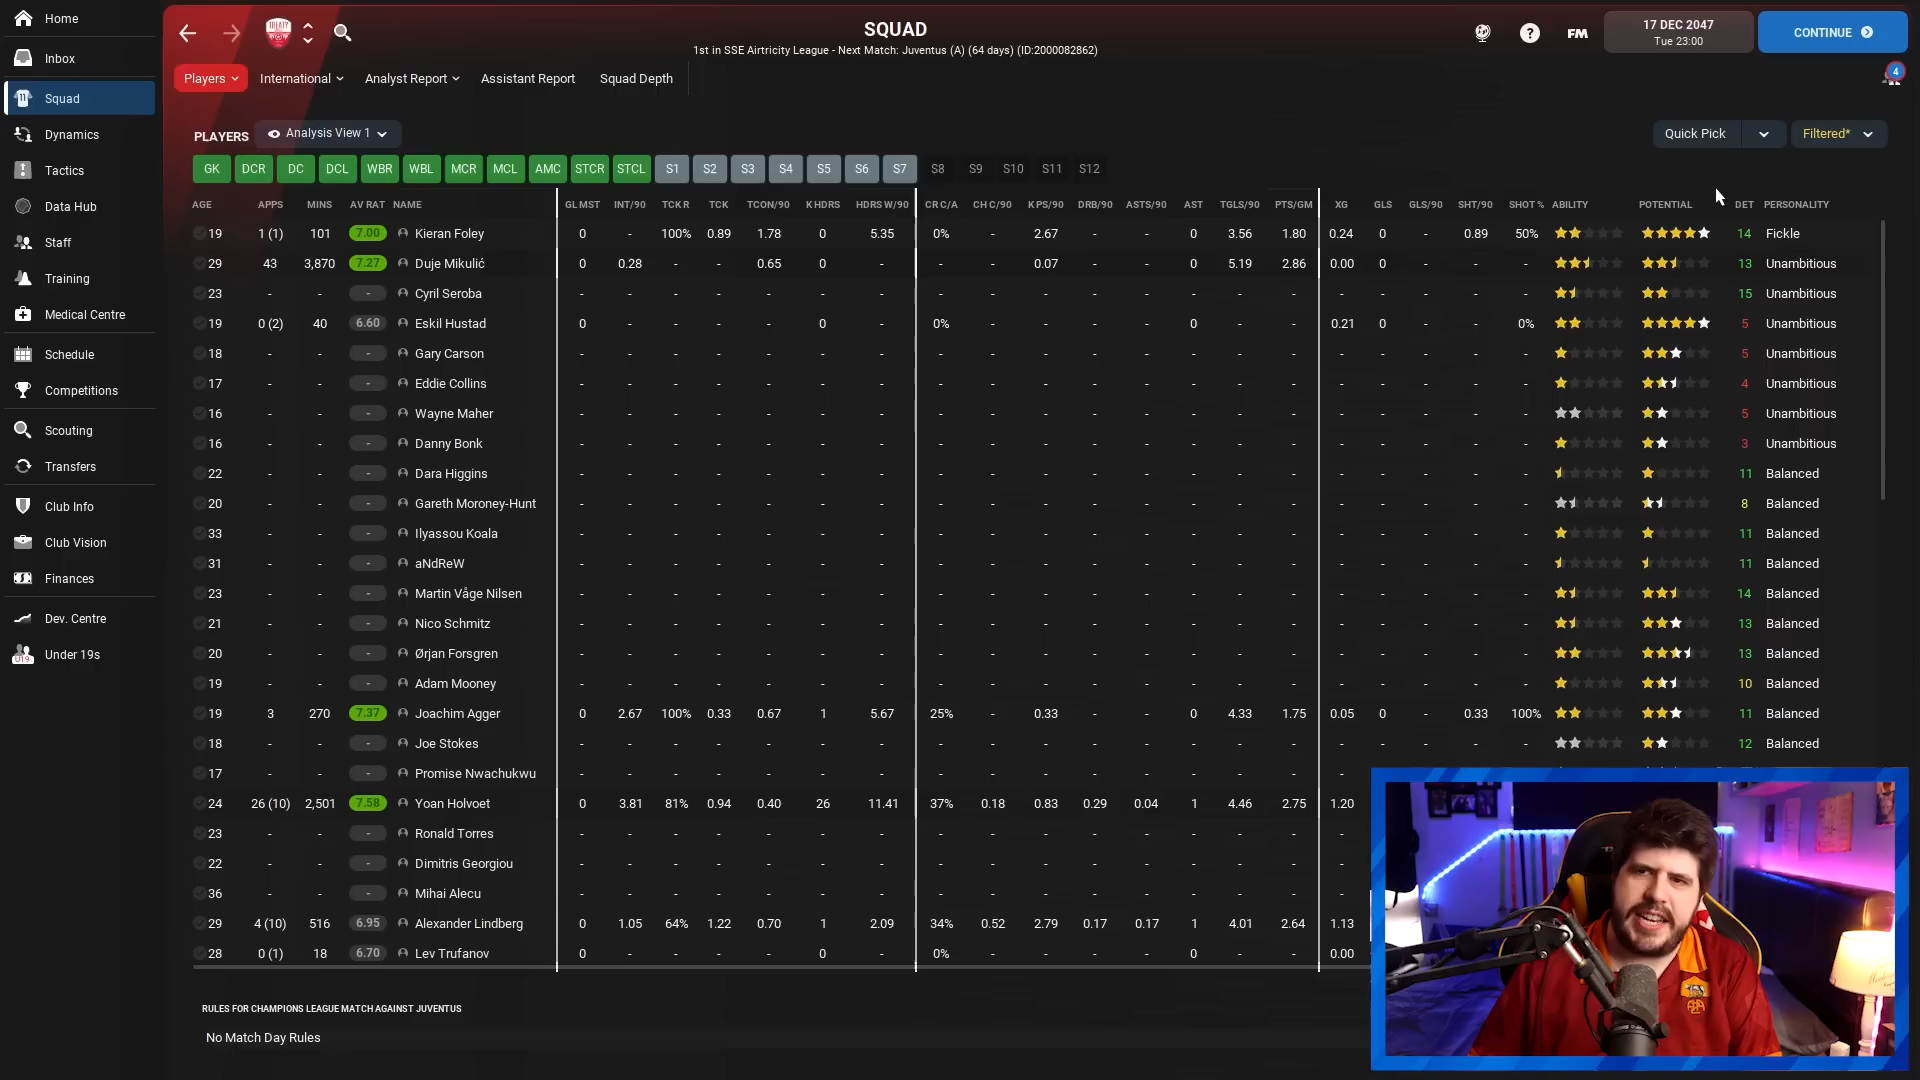 Home
Inbox
Squad
Dynamics
Tactics
Data Hub
Staff
Training
Medical Centre
Schedule
Competitions
Scouting
Transfers
Club Info
Club Vision
Finances
Dev. Centre
Under 19s
SQUAD
1st in SSE Airtricity League - Next Match: Juventus (A) (64 days) (ID:2000082862)
FM
17 DEC 2047
Tue 23:00
CONTINUE
Players International Analyst Report Assistant Report Squad Depth
4
PLAYERS Analysis View 1 Quick Pick Filtered*
GK DCR DC DCL WBR WBL MCR MCL AMC STCR STCL S1 S2 S3 S4 S5 S6 S7 S8 S9 S10 S11 S12
AGE APPS MINS AV RAT NAME GL MST INT/90 TCK R TCK TCON/90 K HDRS HDRS W/90 CR C/A CH C/90 K PS/90 DRB/90 ASTS/90 AST TGLS/90 PTS/GM XG GLS GLS/90 SHT/90 SHOT % ABILITY POTENTIAL DET PERSONALITY
19 1 (1) 101 7.00 Kieran Foley 0 - 100% 0.89 1.78 0 5.35 0% - 2.67 - - 0 3.56 1.80 0.24 0 - 0.89 50% 14 Fickle
29 43 3,870 7.27 Duje Mikulić 0 0.28 - - 0.65 0 - - - 0.07 - - 0 5.19 2.86 0.00 0 - - - 13 Unambitious
23 - - - Cyril Seroba - - - - - - - - - - - - - - - - - - - - 15 Unambitious
19 0 (2) 40 6.60 Eskil Hustad 0 0 0% 0 0.21 0 - - 0% 5 Unambitious
18 - - - Gary Carson - - - - - - - - - - - - - - - - - - - - 5 Unambitious
17 - - - Eddie Collins - - - - - - - - - - - - - - - - - - - - 4 Unambitious
16 - - - Wayne Maher - - - - - - - - - - - - - - - - - - - - 5 Unambitious
16 - - - Danny Bonk - - - - - - - - - - - - - - - - - - - - 3 Unambitious
22 - - - Dara Higgins - - - - - - - - - - - - - - - - - - - - 11 Balanced
20 - - - Gareth Moroney-Hunt - - - - - - - - - - - - - - - - - - - - 8 Balanced
33 - - - Ilyassou Koala - - - - - - - - - - - - - - - - - - - - 11 Balanced
31 - - - aNdReW - - - - - - - - - - - - - - - - - - - - 11 Balanced
23 - - - Martin Våge Nilsen - - - - - - - - - - - - - - - - - - - - 14 Balanced
21 - - - Nico Schmitz - - - - - - - - - - - - - - - - - - - - 13 Balanced
20 - - - Ørjan Forsgren - - - - - - - - - - - - - - - - - - - - 13 Balanced
19 - - - Adam Mooney - - - - - - - - - - - - - - - - - - - - 10 Balanced
19 3 270 7.37 Joachim Agger 0 2.67 100% 0.33 0.67 1 5.67 25% - 0.33 - - 0 4.33 1.75 0.05 0 - 0.33 100% 11 Balanced
18 - - - Joe Stokes - - - - - - - - - - - - - - - - - - - - 12 Balanced
17 - - - Promise Nwachukwu - - - - - - - - - - - - - - -
24 26 (10) 2,501 7.58 Yoan Holvoet 0 3.81 81% 0.94 0.40 26 11.41 37% 0.18 0.83 0.29 0.04 1 4.46 2.75 1.20
23 - - - Ronald Torres - - - - - - - - - - - - - - - -
22 - - - Dimitris Georgiou - - - - - - - - - - - - - - - -
36 - - - Mihai Alecu - - - - - - - - - - - - - - - -
29 4 (10) 516 6.95 Alexander Lindberg 0 1.05 64% 1.22 0.70 1 2.09 34% 0.52 2.79 0.17 0.17 1 4.01 2.64 1.13
28 0 (1) 18 6.70 Lev Trufanov 0 0 0% 0 0.00
RULES FOR CHAMPIONS LEAGUE MATCH AGAINST JUVENTUS
No Match Day Rules